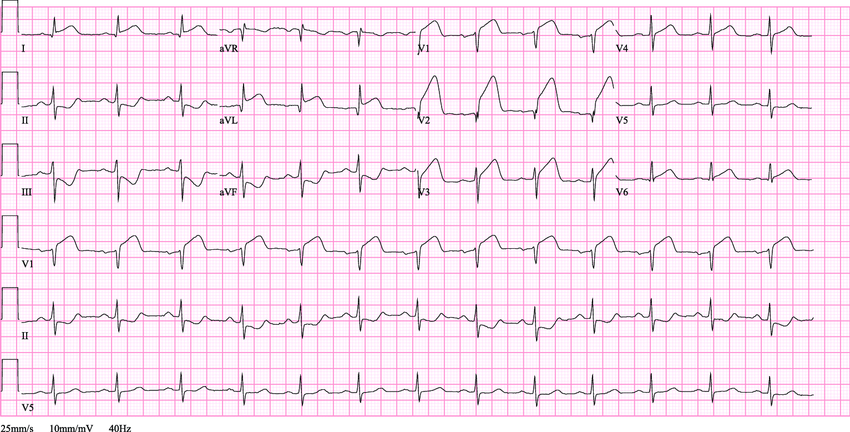 I aVR V1 V4
II aVL V2 V5
III aVF V3 V6
V1
II
V5
25mm/s 10mm/mV 40Hz